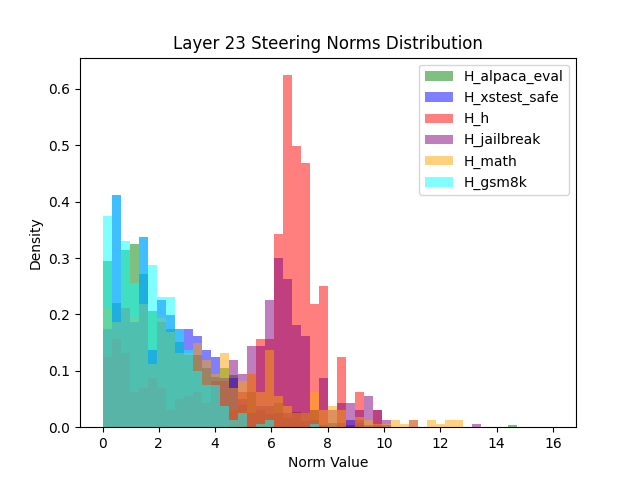 Layer 23 Steering Norms Distribution
H_alpaca_eval
H_xstest_safe
H_h
H_jailbreak
H_math
H_gsm8k
Density
0.6
0.5
0.4
0.3
0.2
0.1
0.0
0 2 4 6 8 10 12 14 16
Norm Value